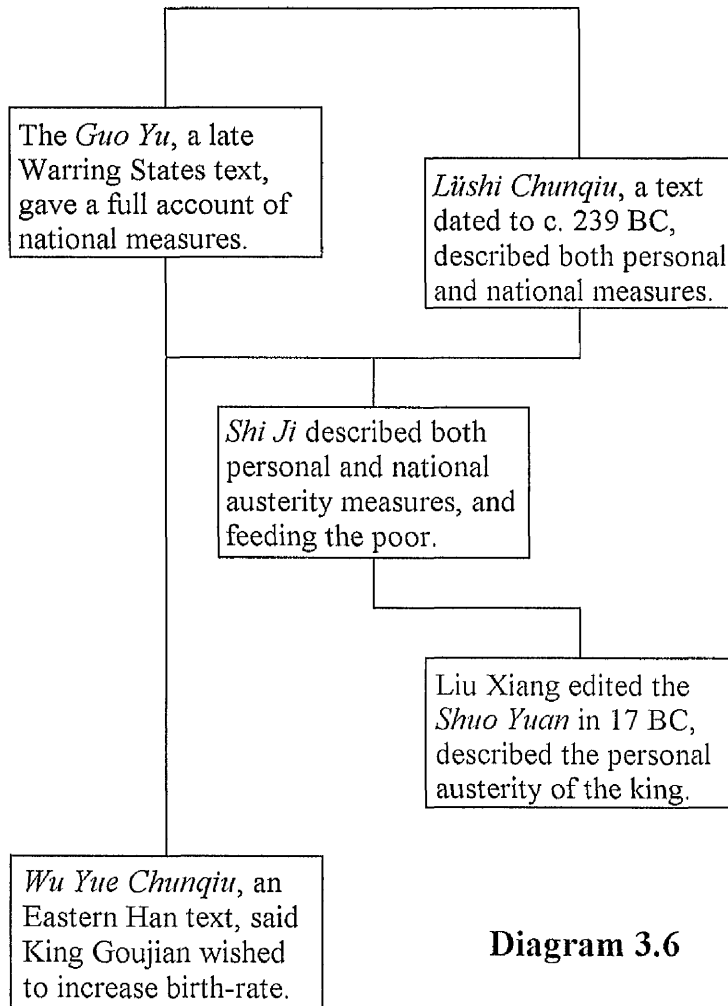 The Guo Yu, a late
Warring States text,
gave a full account of
national measures.
Lüshi Chunqiu, a text
dated to c. 239 BC,
described both personal
and national measures.
Shi Ji described both
personal and national
austerity measures, and
feeding the poor.
Liu Xiang edited the
Shuo Yuan in 17 BC,
described the personal
austerity of the king.
Wu Yue Chunqiu, an
Eastern Han text, said
King Goujian wished
to increase birth-rate.
Diagram 3.6